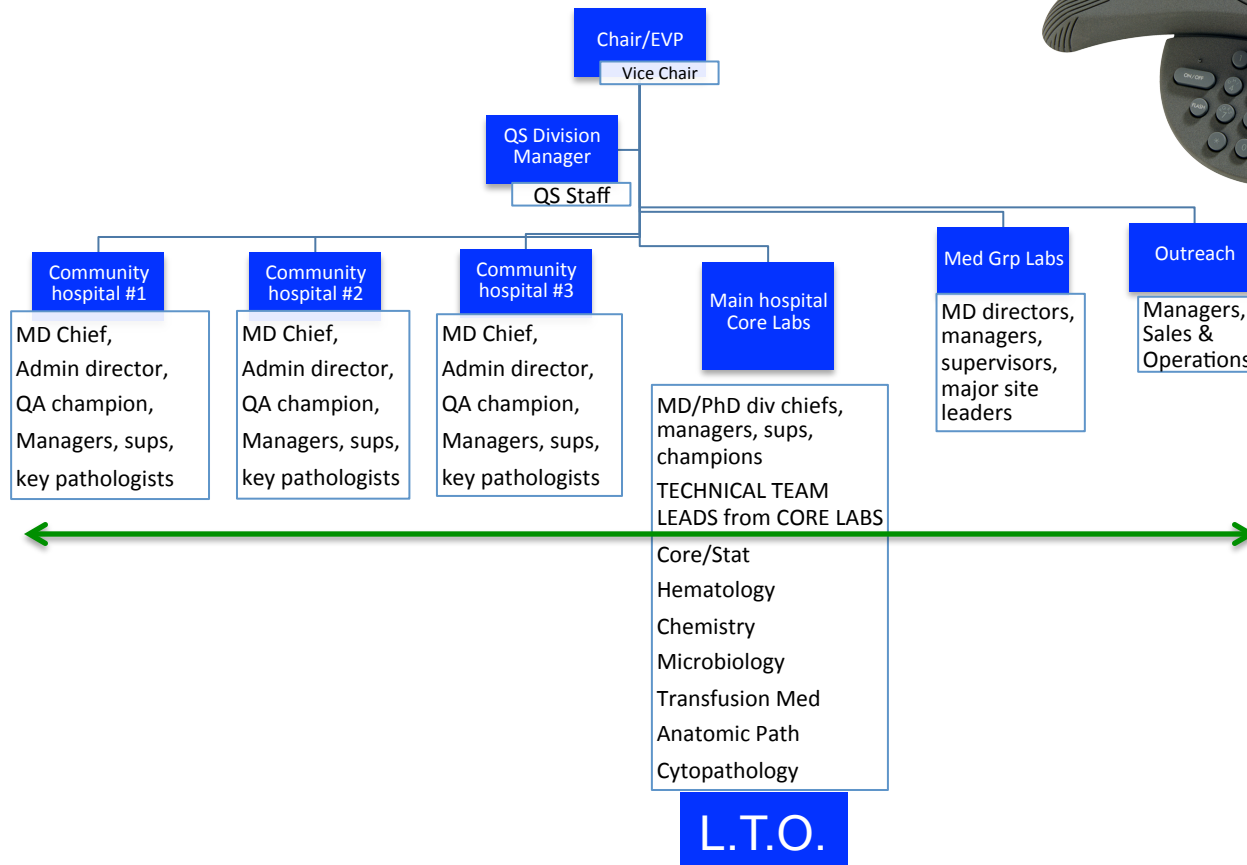 Chair/EVP
Vice Chair
QS Division
Manager
QS Staff
Community
hospital #1
MD Chief,
Admin director,
QA champion,
Managers, sups,
key pathologists
Community
hospital #2
MD Chief,
Admin director,
QA champion,
Managers, sups,
key pathologists
Community
hospital #3
MD Chief,
Admin director,
QA champion,
Managers, sups,
key pathologists
Main hospital
Core Labs
MD/PhD div chiefs,
managers, sups,
champions
TECHNICAL TEAM
LEADS from CORE LABS
Core/Stat
Hematology
Chemistry
Microbiology
Transfusion Med
Anatomic Path
Cytopathology
L.T.O.
Med Grp Labs
MD directors,
managers,
supervisors,
major site
leaders
Outreach
Managers,
Sales &
Operations